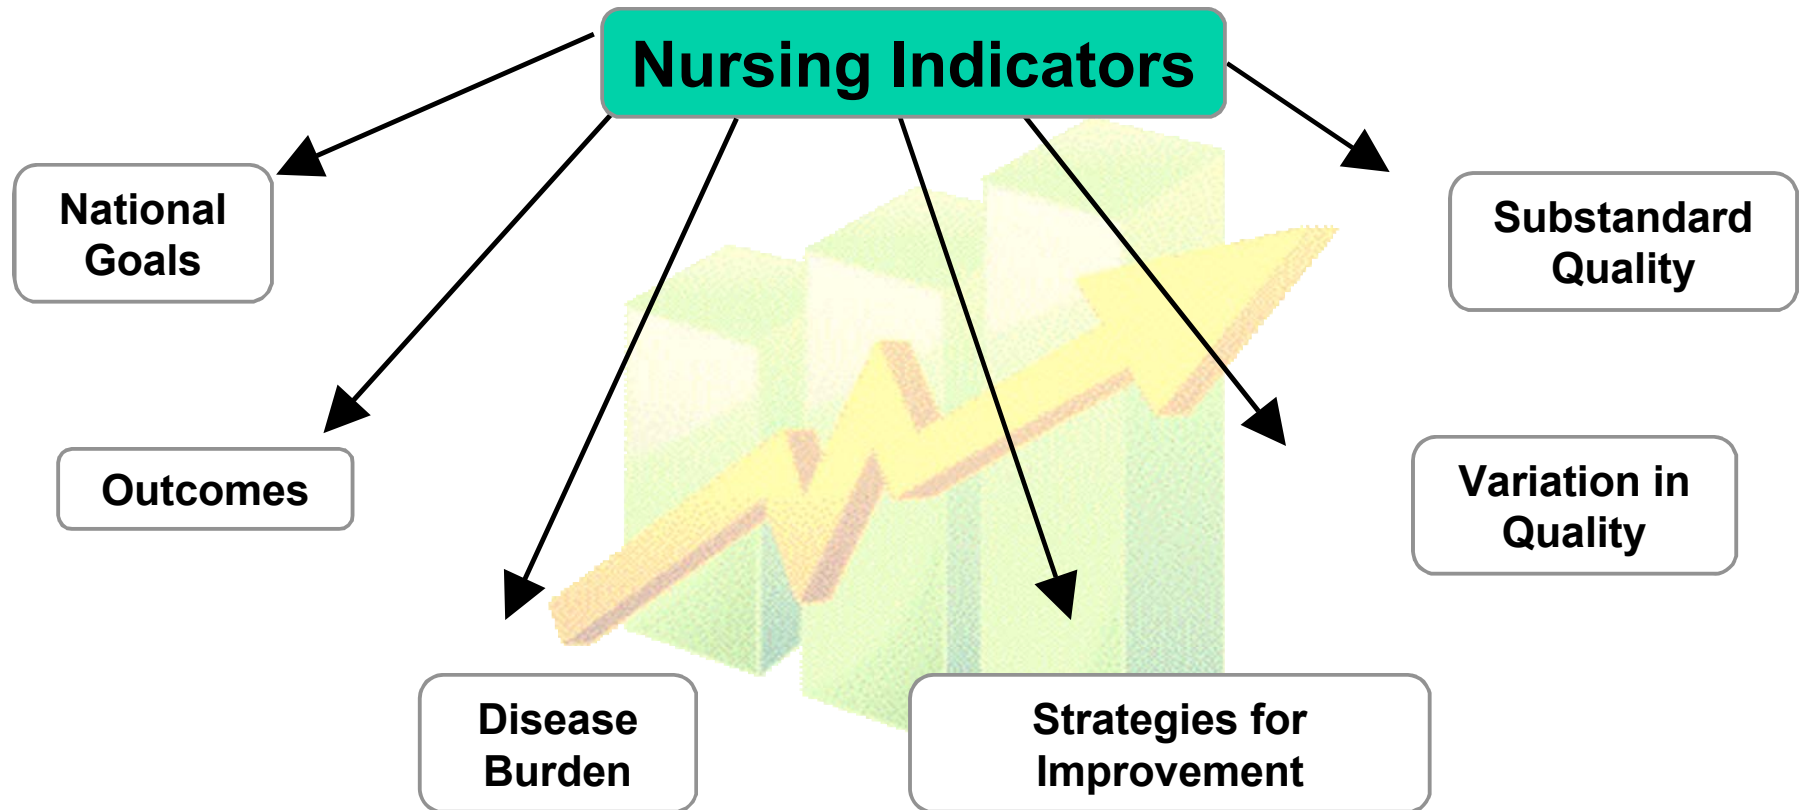 Nursing Indicators
National
Goals
Substandard
Quality
Outcomes
Variation in
Quality
Disease
Burden
Strategies for
Improvement